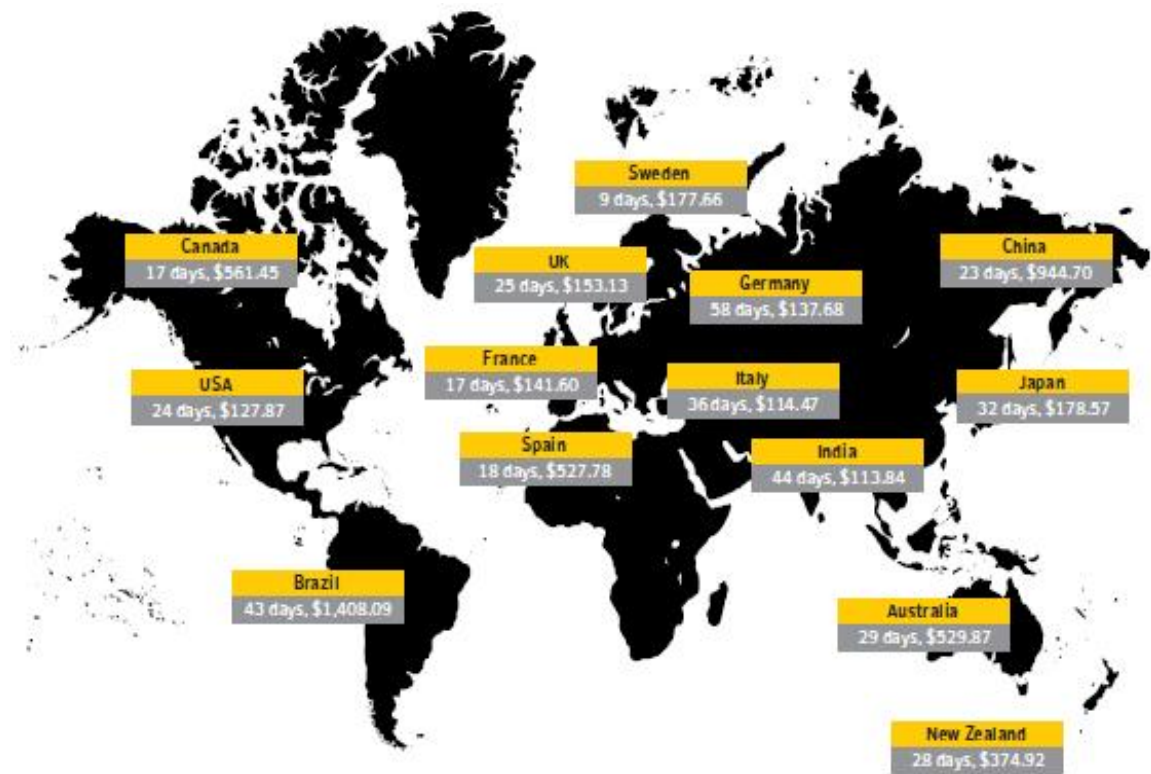 Sweden
9 days, $177.66
Canada
17 days, $561.45
UK
25 days, $153.13
China
23 days, $944.70
Germany
58 days, $137.68
France
17 days, $141.60
USA
24 days, $127.87
Italy
36 days, $114.47
Japan
32 days, $178.57
Spain
18 days, $527.78
India
44 days, $113.84
Brazil
43 days, $1,408.09
Australia
29 days, $529.87
New Zealand
28 days, $374.92